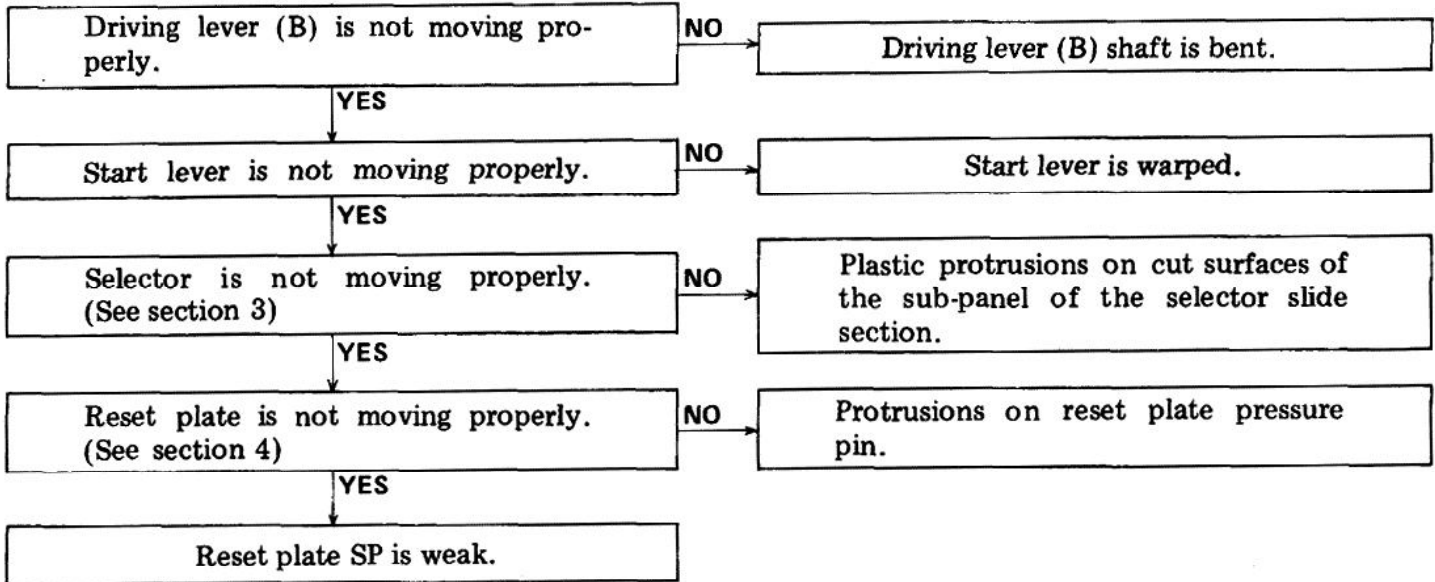 Driving lever (B) is not moving pro-
perly.
NO
Driving lever (B) shaft is bent.
YES
Start lever is not moving properly.
NO
Start lever is warped.
YES
Selector is not moving properly.
(See section 3)
NO
Plastic protrusions on cut surfaces of
the sub-panel of the selector slide
section.
YES
Reset plate is not moving properly.
(See section 4)
NO
Protrusions on reset plate pressure
pin.
YES
Reset plate SP is weak.